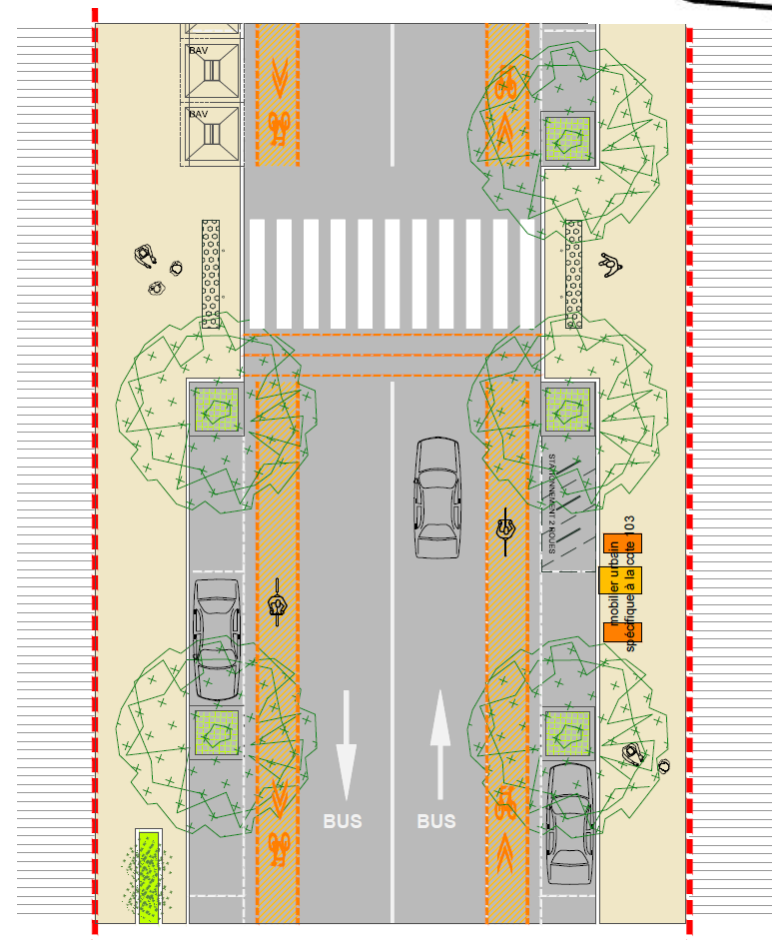 BAV
BAV
STATIONNEMENT 2 ROUES
mobilier urbain
spécifique à la cote 103
BUS
BUS